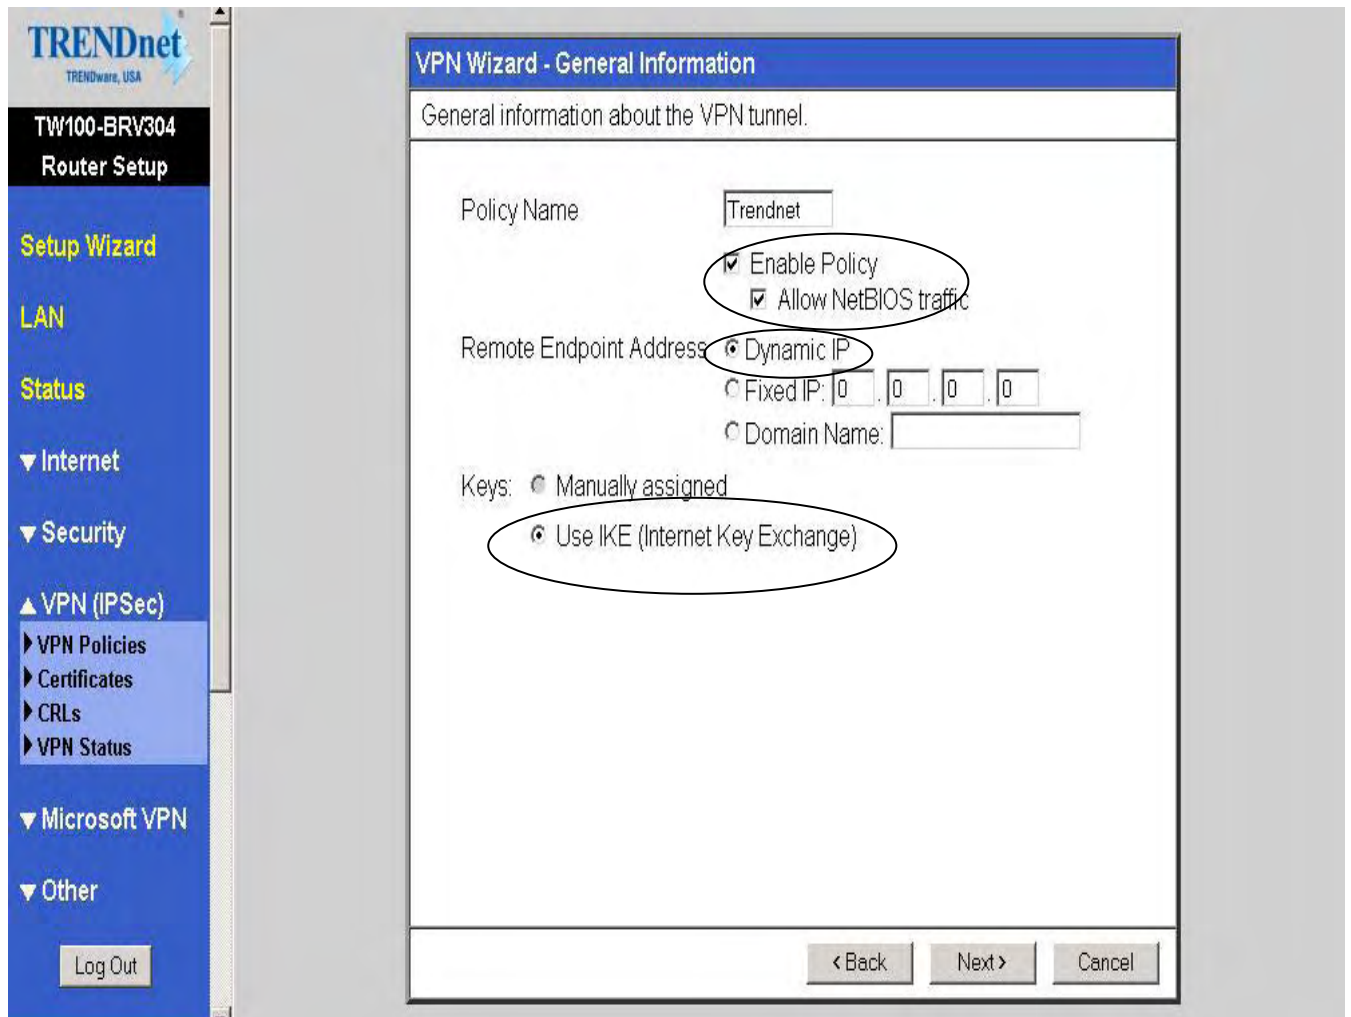 TRENDnet
TRENDware, USA
TW100-BRV304
Router Setup
Setup Wizard
LAN
Status
Internet
Security
VPN (IPSec)
VPN Policies
Certificates
CRLs
VPN Status
Microsoft VPN
Other
Log Out
VPN Wizard - General Information
General information about the VPN tunnel.
Policy Name Trendnet
Enable Policy
Allow NetBIOS traffic
Remote Endpoint Address Dynamic IP
Fixed IP: 0 . 0 . 0 . 0
Domain Name:
Keys: Manually assigned
Use IKE (Internet Key Exchange)
< Back Next > Cancel